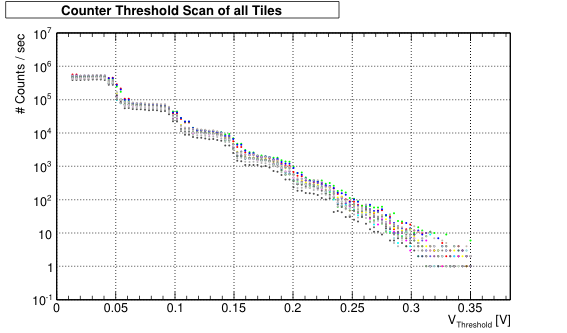 Counter Threshold Scan of all Tiles
# Counts / sec
10^7
10^6
10^5
10^4
10^3
10^2
10
1
10^-1
0 0.05 0.1 0.15 0.2 0.25 0.3 0.35
V_Threshold [V]